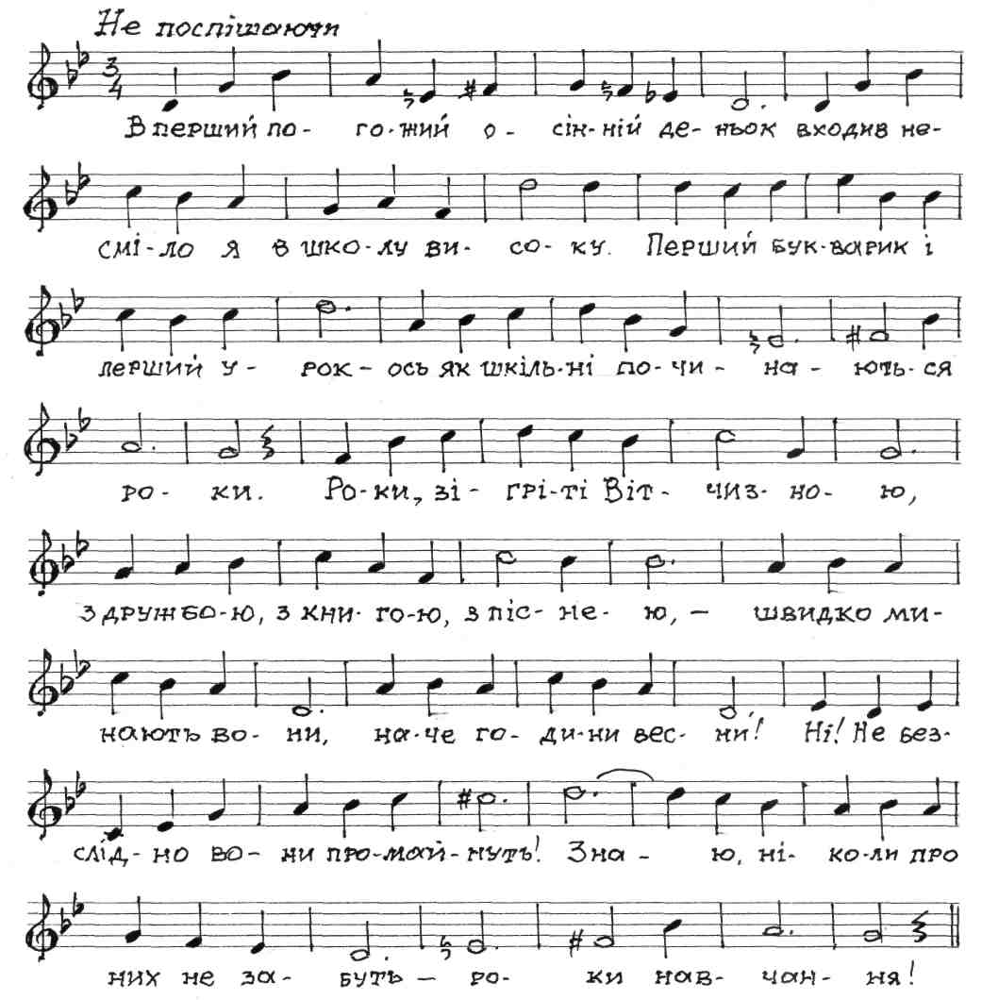 Не поспішаючи
3
4
В перший по- го-жий о- сін-ній де-ньок входив не-
смі-ло я в шко-лу ви- со- ку. Перший бук-варик і
перший у- рок- ось як шкіль-ні по-чи- на- ють-ся
ро- ки. Ро-ки, зі- грі-ті Віт- чиз- но- ю,
з дружбо-ю, з кни- го-ю, з піс- не- ю, – швидко ми-
нають во- ни, на-че го- ди-ни вес- ни! Ні! Не без-
слід- но во- ни про-май-нуть! Зна- ю, ні- ко-ли про
них не за- буть – ро- ки нав- чан- ня!